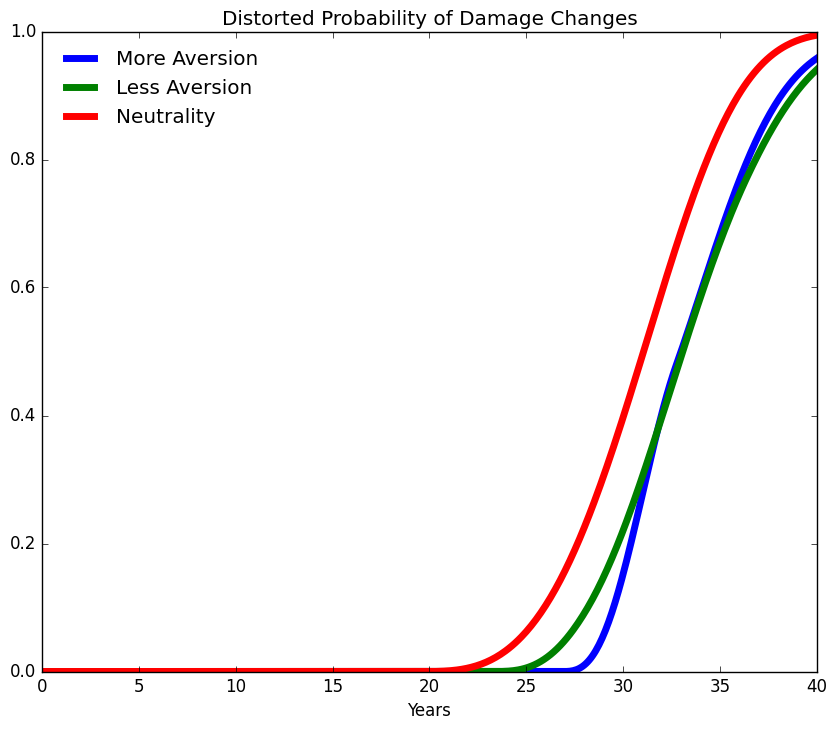 Distorted Probability of Damage Changes
More Aversion
Less Aversion
Neutrality
1.0
0.8
0.6
0.4
0.2
0.0
0 5 10 15 20 25 30 35 40
Years